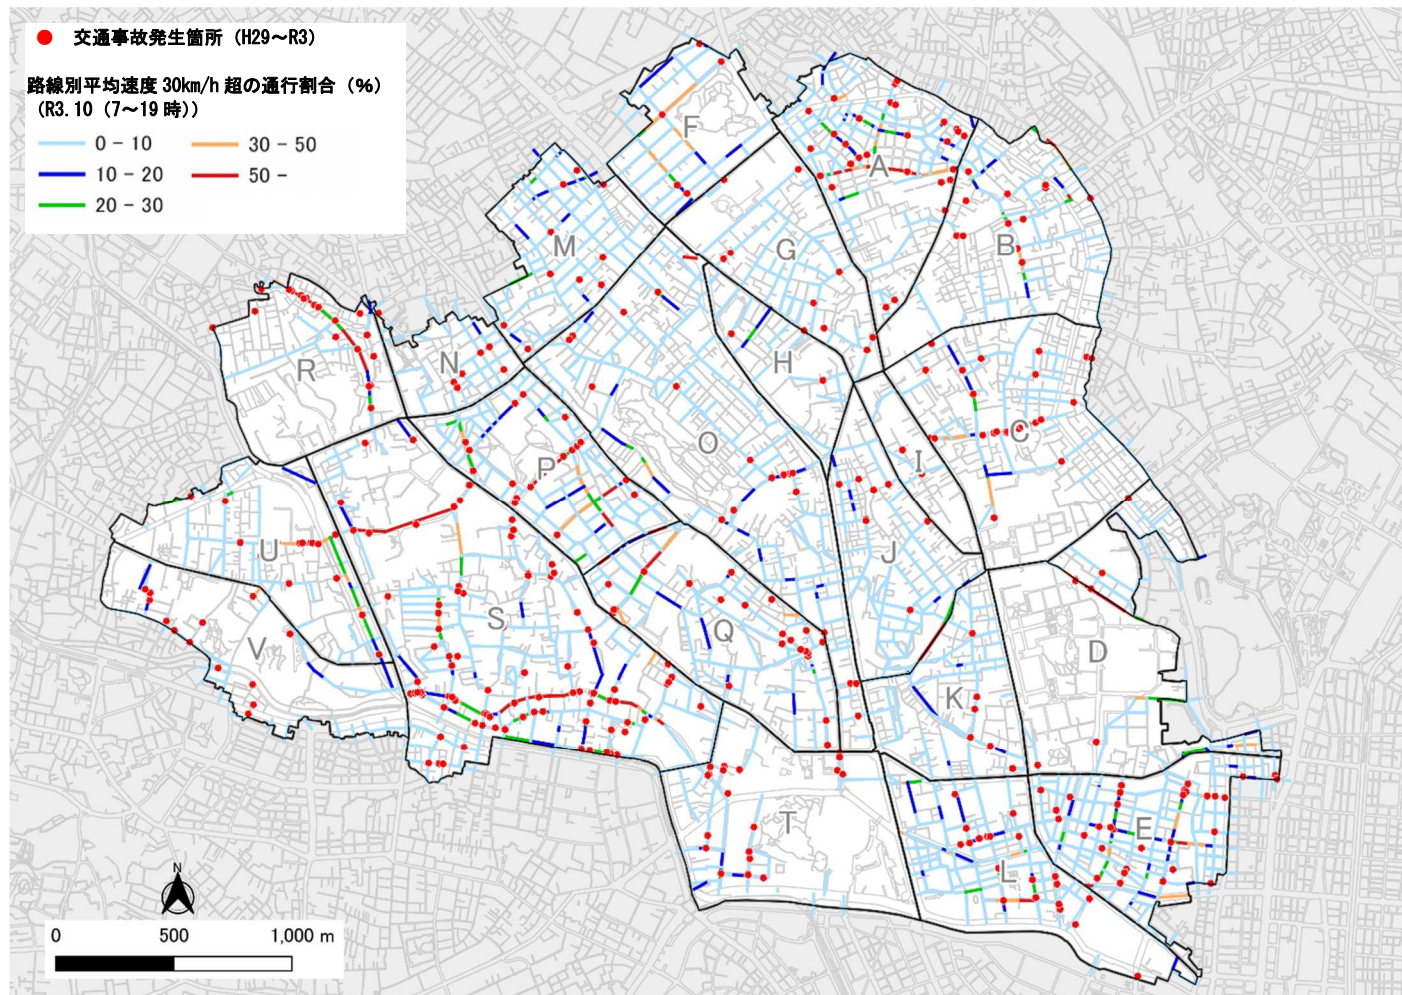 交通事故発生箇所（H29～R3）
路線別平均速度 30km/h 超の通行割合（%）
（R3.10（7～19 時））
0 － 10
30 － 50
10 － 20
50 －
20 － 30
F
A
M
G
B
R
N
H
O
C
P
I
U
J
S
Q
V
D
K
T
E
L
N
0
500
1,000 m